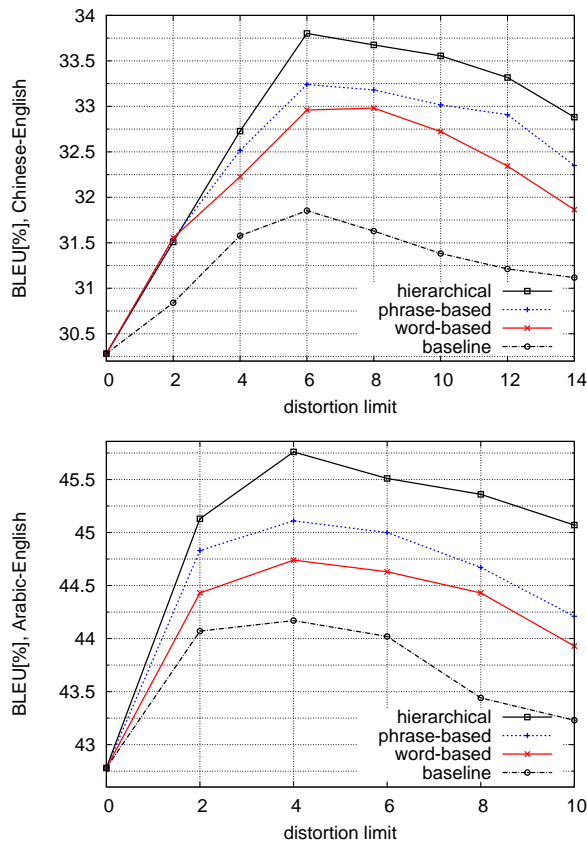 34
33.5
33
32.5
32
31.5
31
30.5
BLEU[%], Chinese-English
hierarchical
phrase-based
word-based
baseline
0 2 4 6 8 10 12 14
distortion limit
45.5
45
44.5
44
43.5
43
BLEU[%], Arabic-English
hierarchical
phrase-based
word-based
baseline
0 2 4 6 8 10
distortion limit